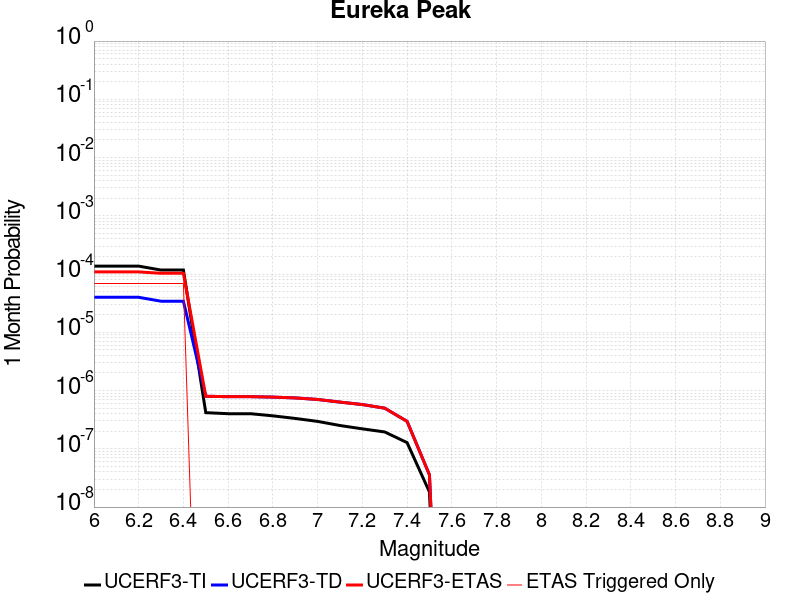 Eureka Peak
10 0
10 -1
10 -2
10 -3
10 -4
10 -5
10 -6
10 -7
10 -8
1 Month Probability
6 6.2 6.4 6.6 6.8 7 7.2 7.4 7.6 7.8 8 8.2 8.4 8.6 8.8 9
Magnitude
UCERF3-TI UCERF3-TD UCERF3-ETAS ETAS Triggered Only